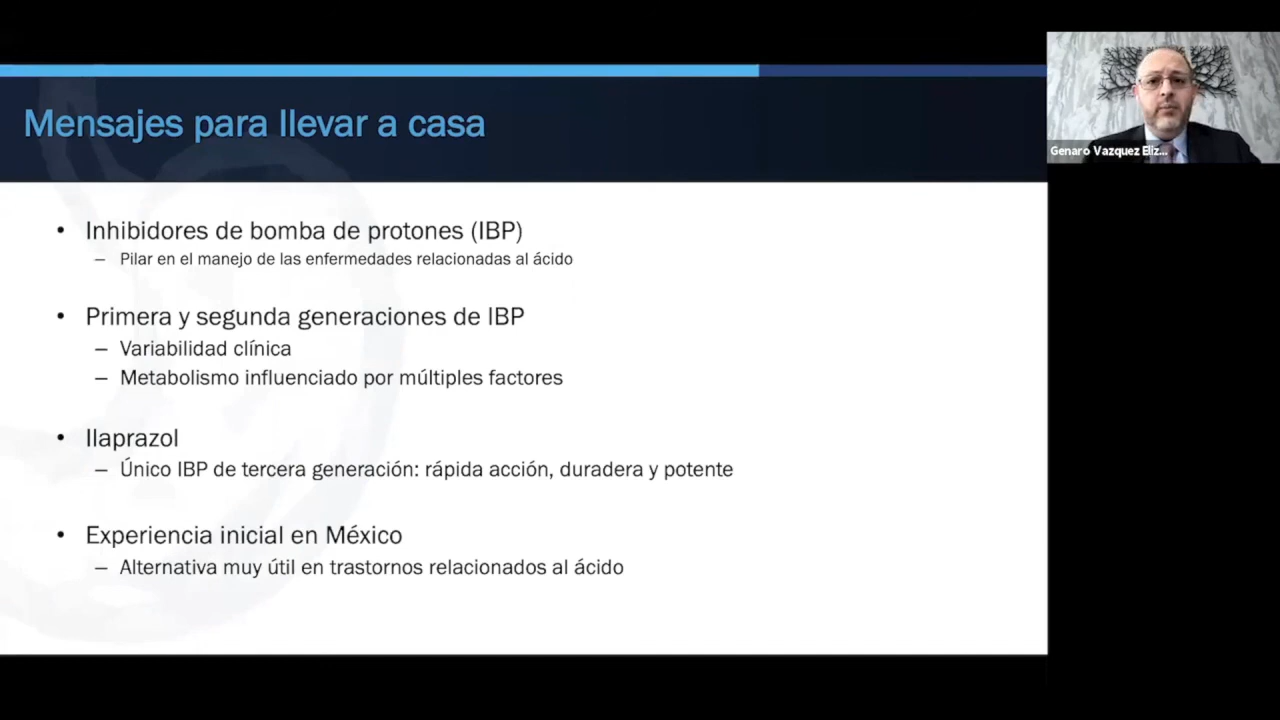 Mensajes para llevar a casa
Genaro Vazquez Eliz...
• Inhibidores de bomba de protones (IBP)
– Pilar en el manejo de las enfermedades relacionadas al ácido
• Primera y segunda generaciones de IBP
– Variabilidad clínica
– Metabolismo influenciado por múltiples factores
• Ilaprazol
– Único IBP de tercera generación: rápida acción, duradera y potente
• Experiencia inicial en México
– Alternativa muy útil en trastornos relacionados al ácido